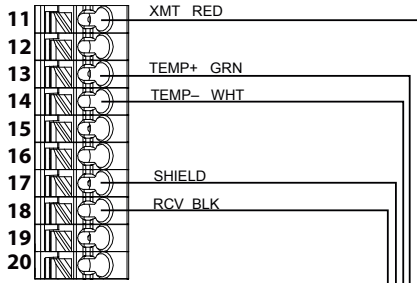 11 XMT RED
12
13 TEMP+ GRN
14 TEMP– WHT
15
16
17 SHIELD
18 RCV BLK
19
20